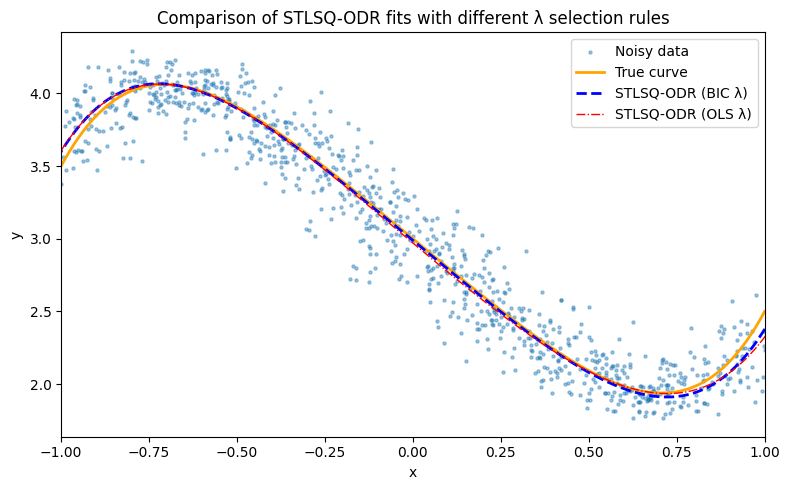 Comparison of STLSQ-ODR fits with different λ selection rules
Noisy data
True curve
STLSQ-ODR (BIC λ)
STLSQ-ODR (OLS λ)
y
4.0
3.5
3.0
2.5
2.0
−1.00 −0.75 −0.50 −0.25 0.00 0.25 0.50 0.75 1.00
x